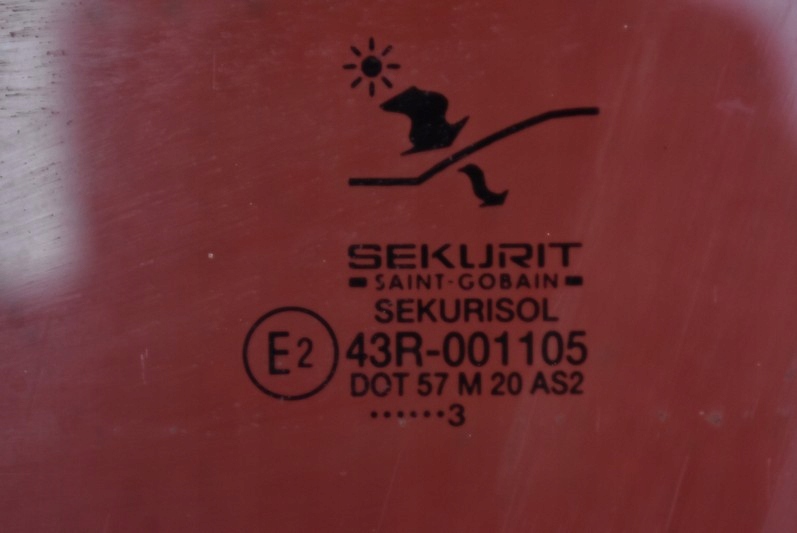 SEKURIT
SAINT-GOBAIN
SEKURISOL
E2 43R-001105
DOT 57 M 20 AS2
......3